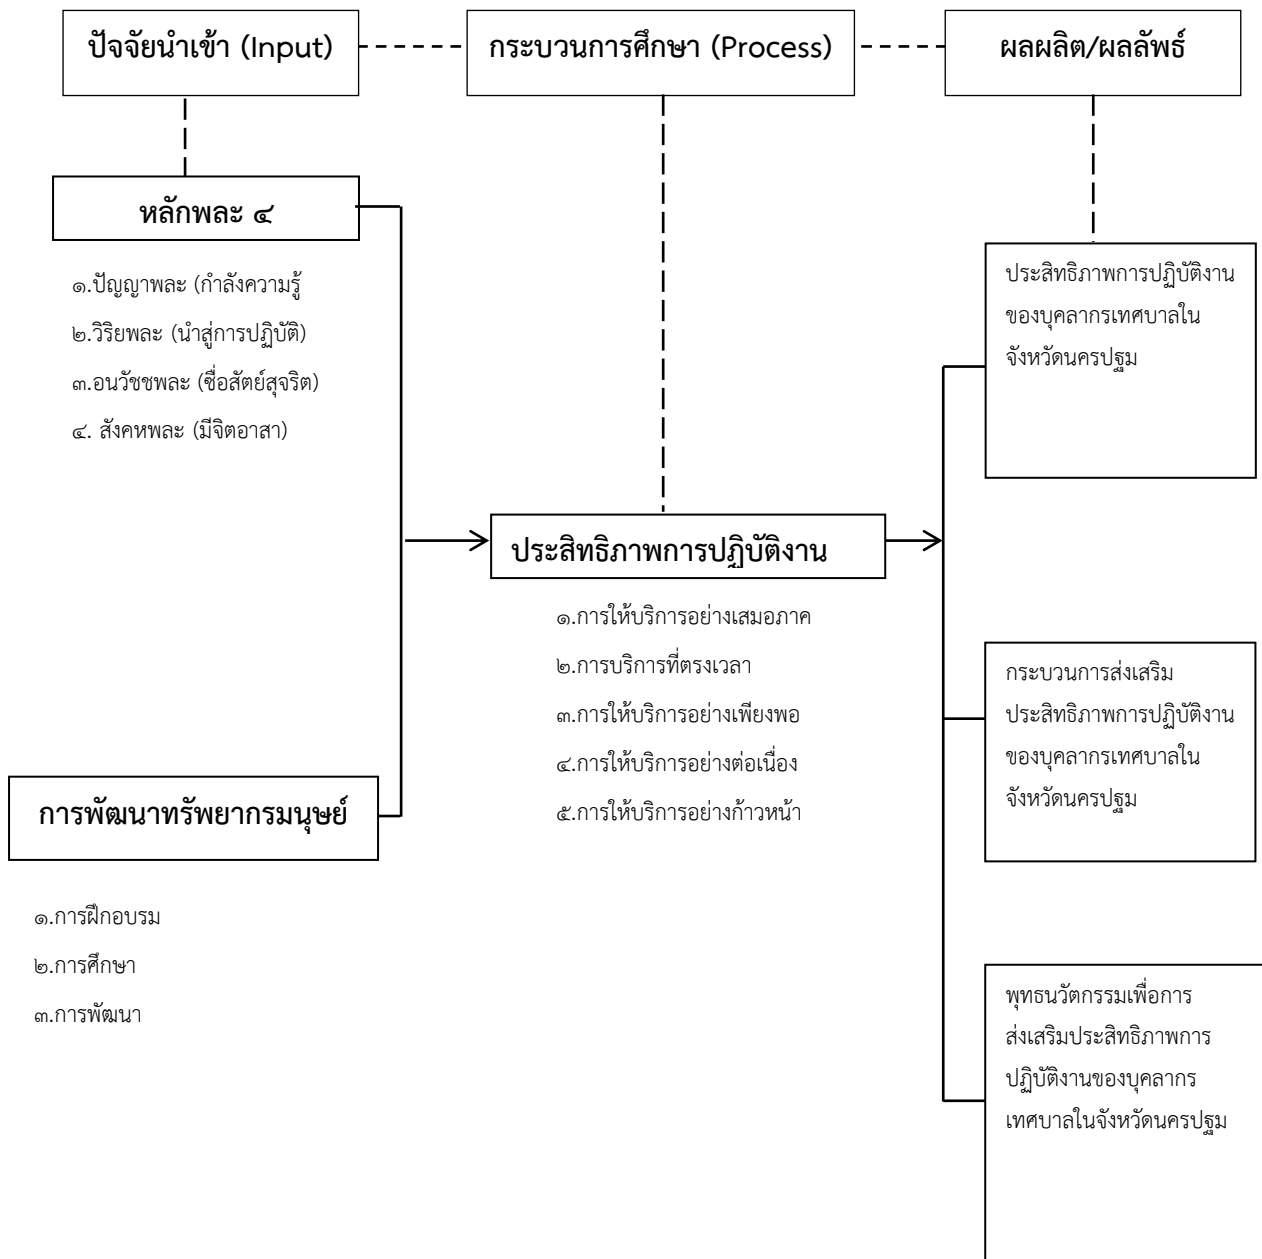 ปัจจัยนำเข้า (Input)
กระบวนการศึกษา (Process)
ผลผลิต/ผลลัพธ์
หลักพละ ๔
๑.ปัญญาพละ (กำลังความรู้
๒.วิริยพละ (นำสู่การปฏิบัติ)
๓.อนวัชชพละ (ซื่อสัตย์สุจริต)
๔. สังคหพละ (มีจิตอาสา)
การพัฒนาทรัพยากรมนุษย์
๑.การฝึกอบรม
๒.การศึกษา
๓.การพัฒนา
ประสิทธิภาพการปฏิบัติงาน
๑.การให้บริการอย่างเสมอภาค
๒.การบริการที่ตรงเวลา
๓.การให้บริการอย่างเพียงพอ
๔.การให้บริการอย่างต่อเนื่อง
๕.การให้บริการอย่างก้าวหน้า
ประสิทธิภาพการปฏิบัติงาน
ของบุคลากรเทศบาลใน
จังหวัดนครปฐม
กระบวนการส่งเสริม
ประสิทธิภาพการปฏิบัติงาน
ของบุคลากรเทศบาลใน
จังหวัดนครปฐม
พุทธนวัตกรรมเพื่อการ
ส่งเสริมประสิทธิภาพการ
ปฏิบัติงานของบุคลากร
เทศบาลในจังหวัดนครปฐม